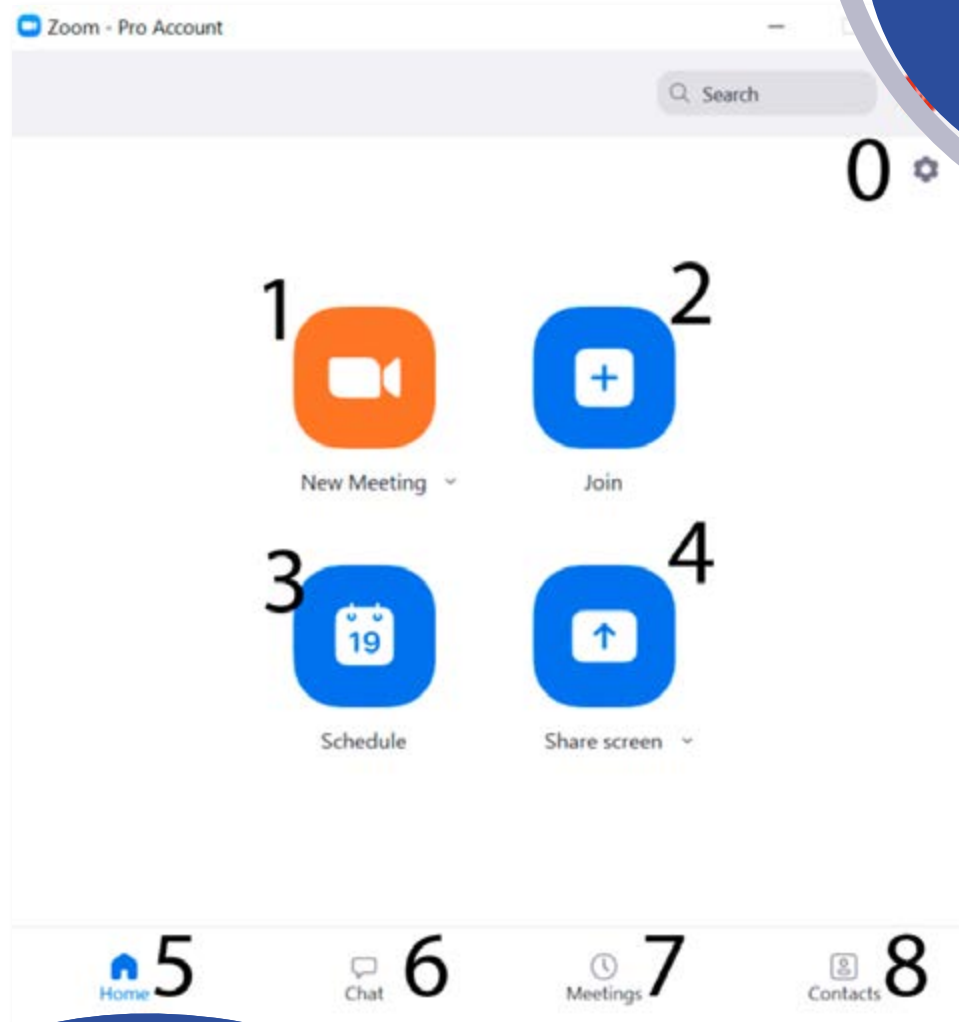 Zoom - Pro Account
Search
0
1
2
New Meeting
Join
3
4
19
Schedule
Share screen
5
6
7
8
Home
Chat
Meetings
Contacts